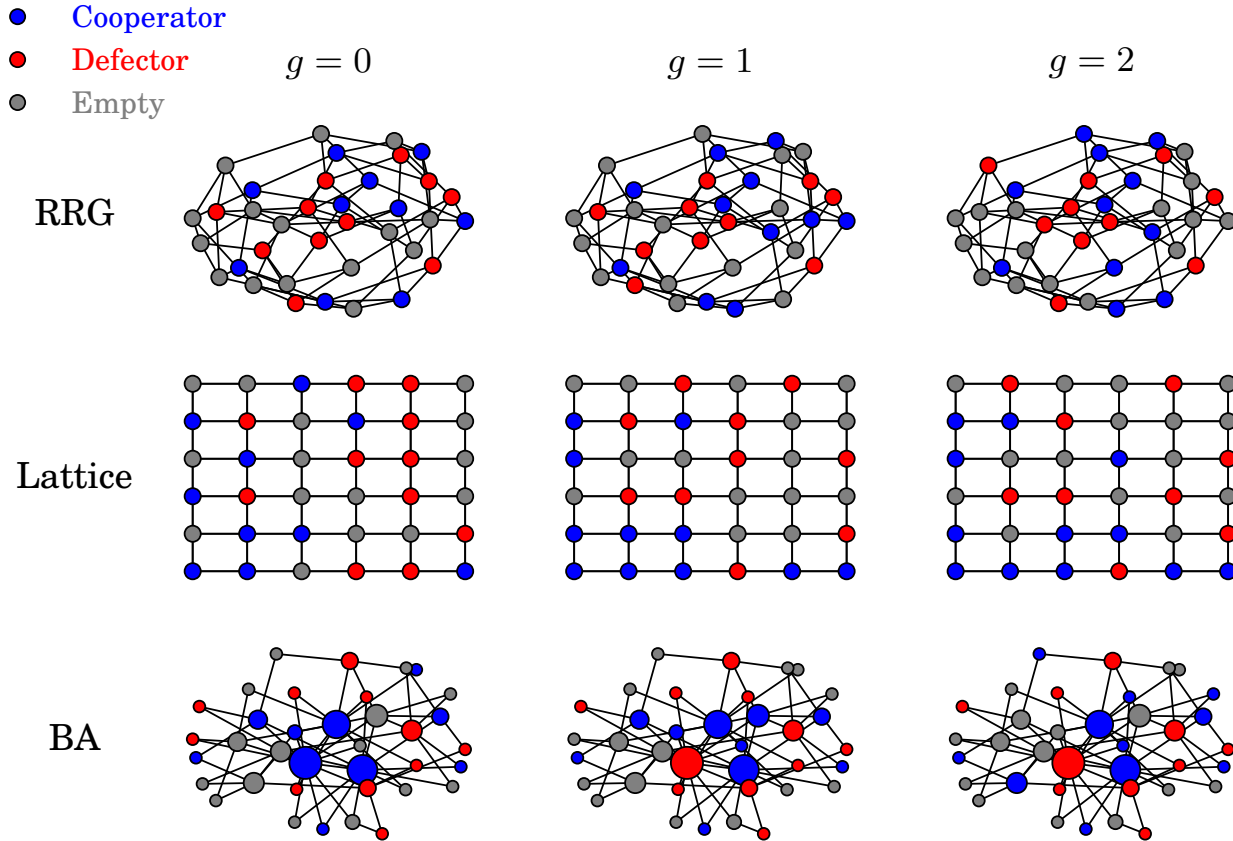 Cooperator
Defector
Empty
g = 0
g = 1
g = 2
RRG
Lattice
BA